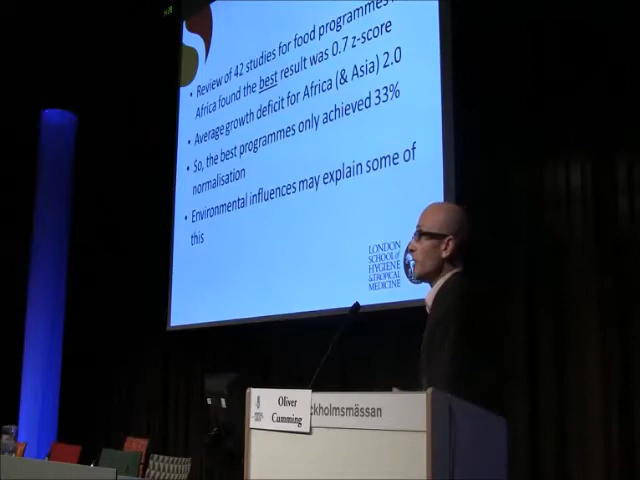 • Review of 42 studies for food programmes
Africa found the best result was 0.7 z-score
• Average growth deficit for Africa (& Asia) 2.0
• So, the best programmes only achieved 33%
normalisation
• Environmental influences may explain some of
this
LONDON
SCHOOL of
HYGIENE
& TROPICAL
MEDICINE
Oliver
Cumming
ckholmsmässan